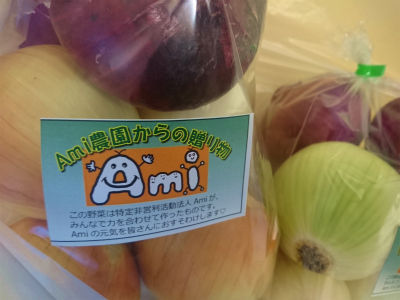 Ami農園からの贈り物
Ami
この野菜は特定非営利活動法人Amiが、
みんなで力を合わせて作ったものです。
Amiの元気を皆さんにおすそわけします♡